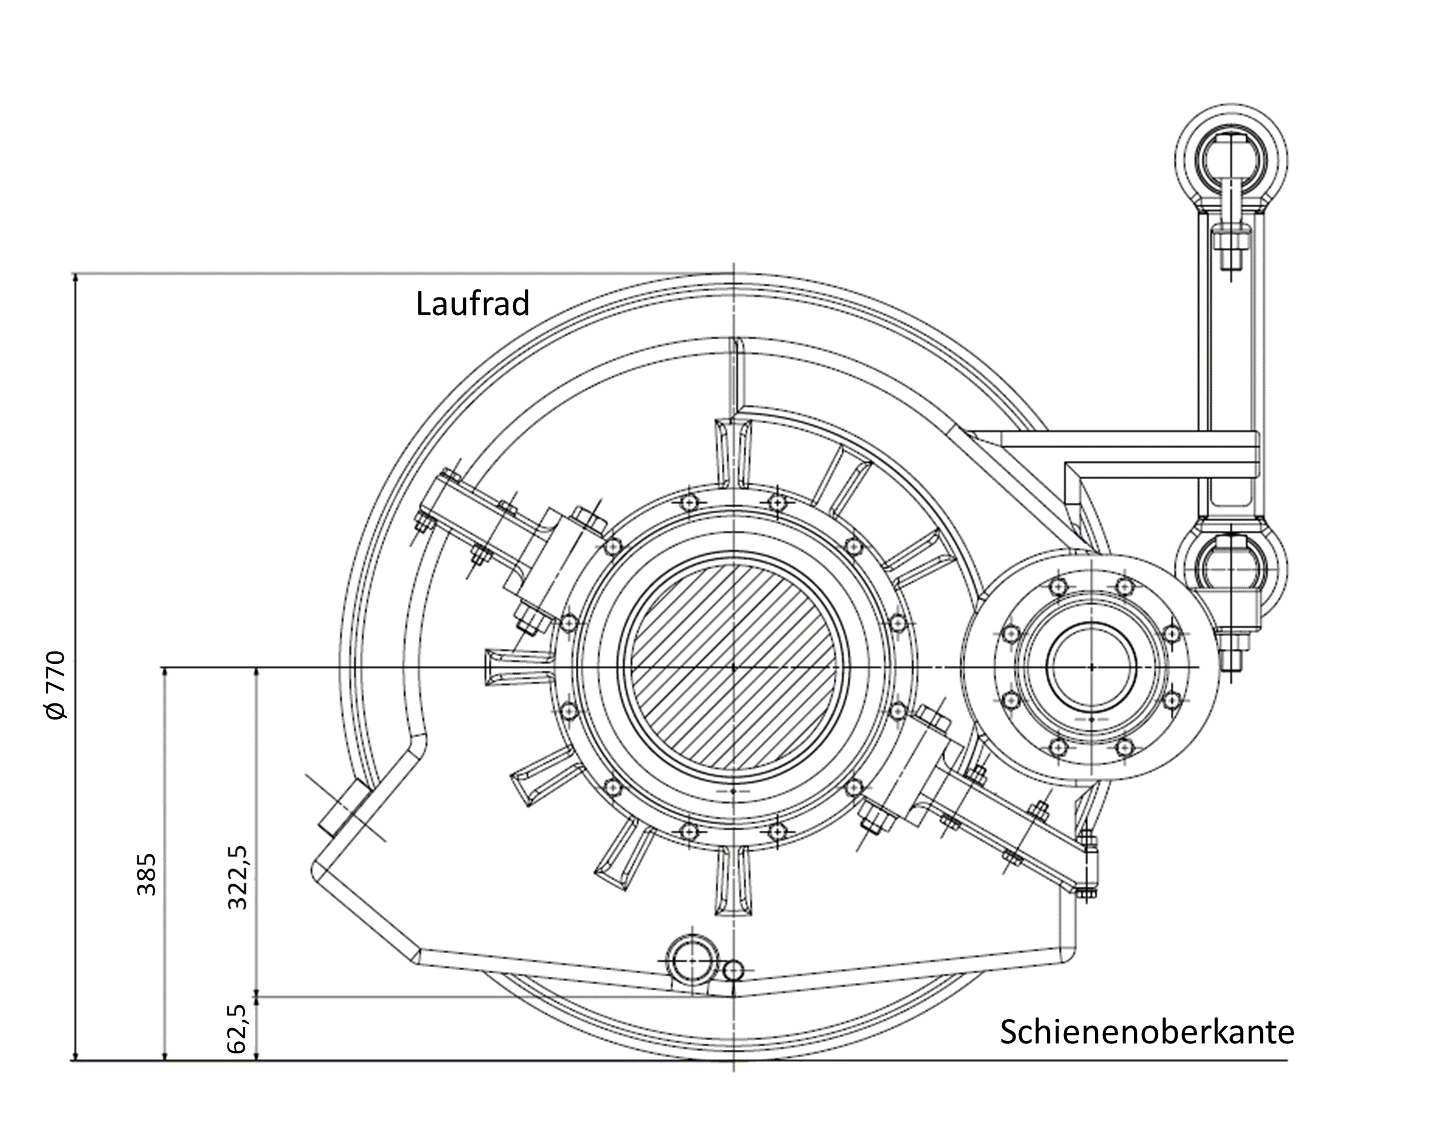 Laufrad
Ø 770
385
322,5
62,5
Schienenoberkante